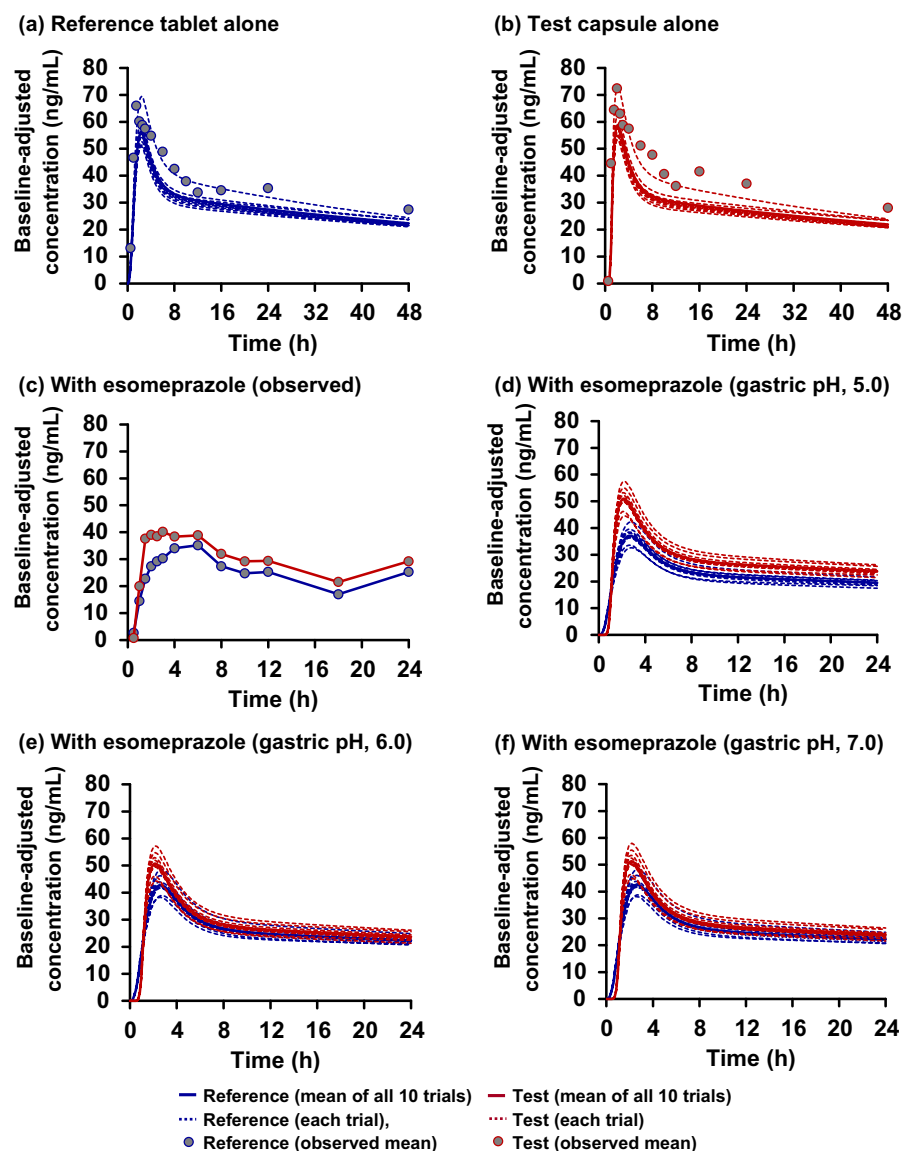 (a) Reference tablet alone
Baseline-adjusted
concentration (ng/mL)
80
70
60
50
40
30
20
10
0
0 8 16 24 32 40 48
Time (h)
(b) Test capsule alone
Baseline-adjusted
concentration (ng/mL)
80
70
60
50
40
30
20
10
0
0 8 16 24 32 40 48
Time (h)
(c) With esomeprazole (observed)
Baseline-adjusted
concentration (ng/mL)
80
70
60
50
40
30
20
10
0
0 4 8 12 16 20 24
Time (h)
(d) With esomeprazole (gastric pH, 5.0)
Baseline-adjusted
concentration (ng/mL)
80
70
60
50
40
30
20
10
0
0 4 8 12 16 20 24
Time (h)
(e) With esomeprazole (gastric pH, 6.0)
Baseline-adjusted
concentration (ng/mL)
80
70
60
50
40
30
20
10
0
0 4 8 12 16 20 24
Time (h)
(f) With esomeprazole (gastric pH, 7.0)
Baseline-adjusted
concentration (ng/mL)
80
70
60
50
40
30
20
10
0
0 4 8 12 16 20 24
Time (h)
Reference (mean of all 10 trials) Test (mean of all 10 trials)
Reference (each trial), Test (each trial)
Reference (observed mean) Test (observed mean)